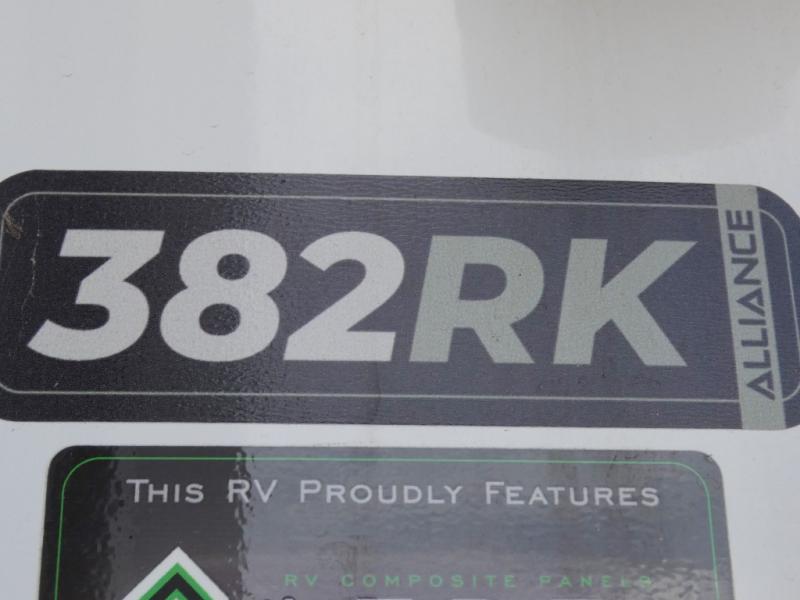 382RK
ALLIANCE
THIS RV PROUDLY FEATURES
RV COMPOSITE PANELS